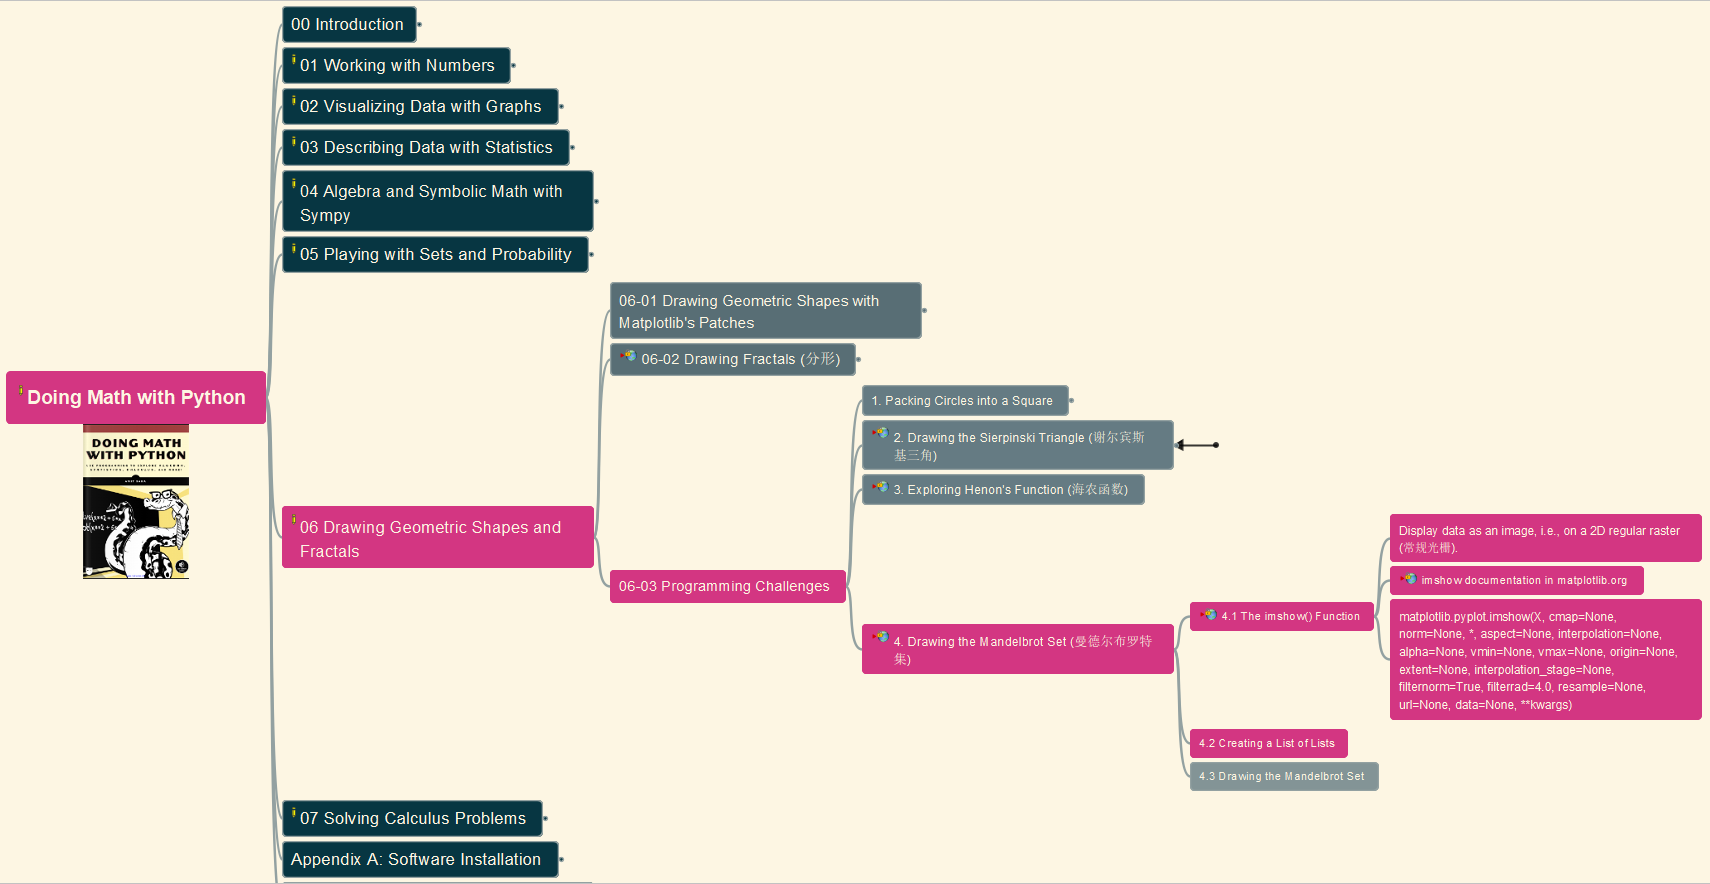 00 Introduction
01 Working with Numbers
02 Visualizing Data with Graphs
03 Describing Data with Statistics
04 Algebra and Symbolic Math with
Sympy
05 Playing with Sets and Probability
06-01 Drawing Geometric Shapes with
Matplotlib's Patches
06-02 Drawing Fractals (分形)
Doing Math with Python
DOING MATH
WITH PYTHON
1. Packing Circles into a Square
2. Drawing the Sierpinski Triangle (谢尔宾斯
基三角)
3. Exploring Henon's Function (海农函数)
06 Drawing Geometric Shapes and
Fractals
06-03 Programming Challenges
4. Drawing the Mandelbrot Set (曼德尔布罗特
集)
4.1 The imshow() Function
Display data as an image, i.e., on a 2D regular raster
(常规光栅).
imshow documentation in matplotlib.org
matplotlib.pyplot.imshow(X, cmap=None,
norm=None, *, aspect=None, interpolation=None,
alpha=None, vmin=None, vmax=None, origin=None,
extent=None, interpolation_stage=None,
filternorm=True, filterrad=4.0, resample=None,
url=None, data=None, **kwargs)
4.2 Creating a List of Lists
4.3 Drawing the Mandelbrot Set
07 Solving Calculus Problems
Appendix A: Software Installation